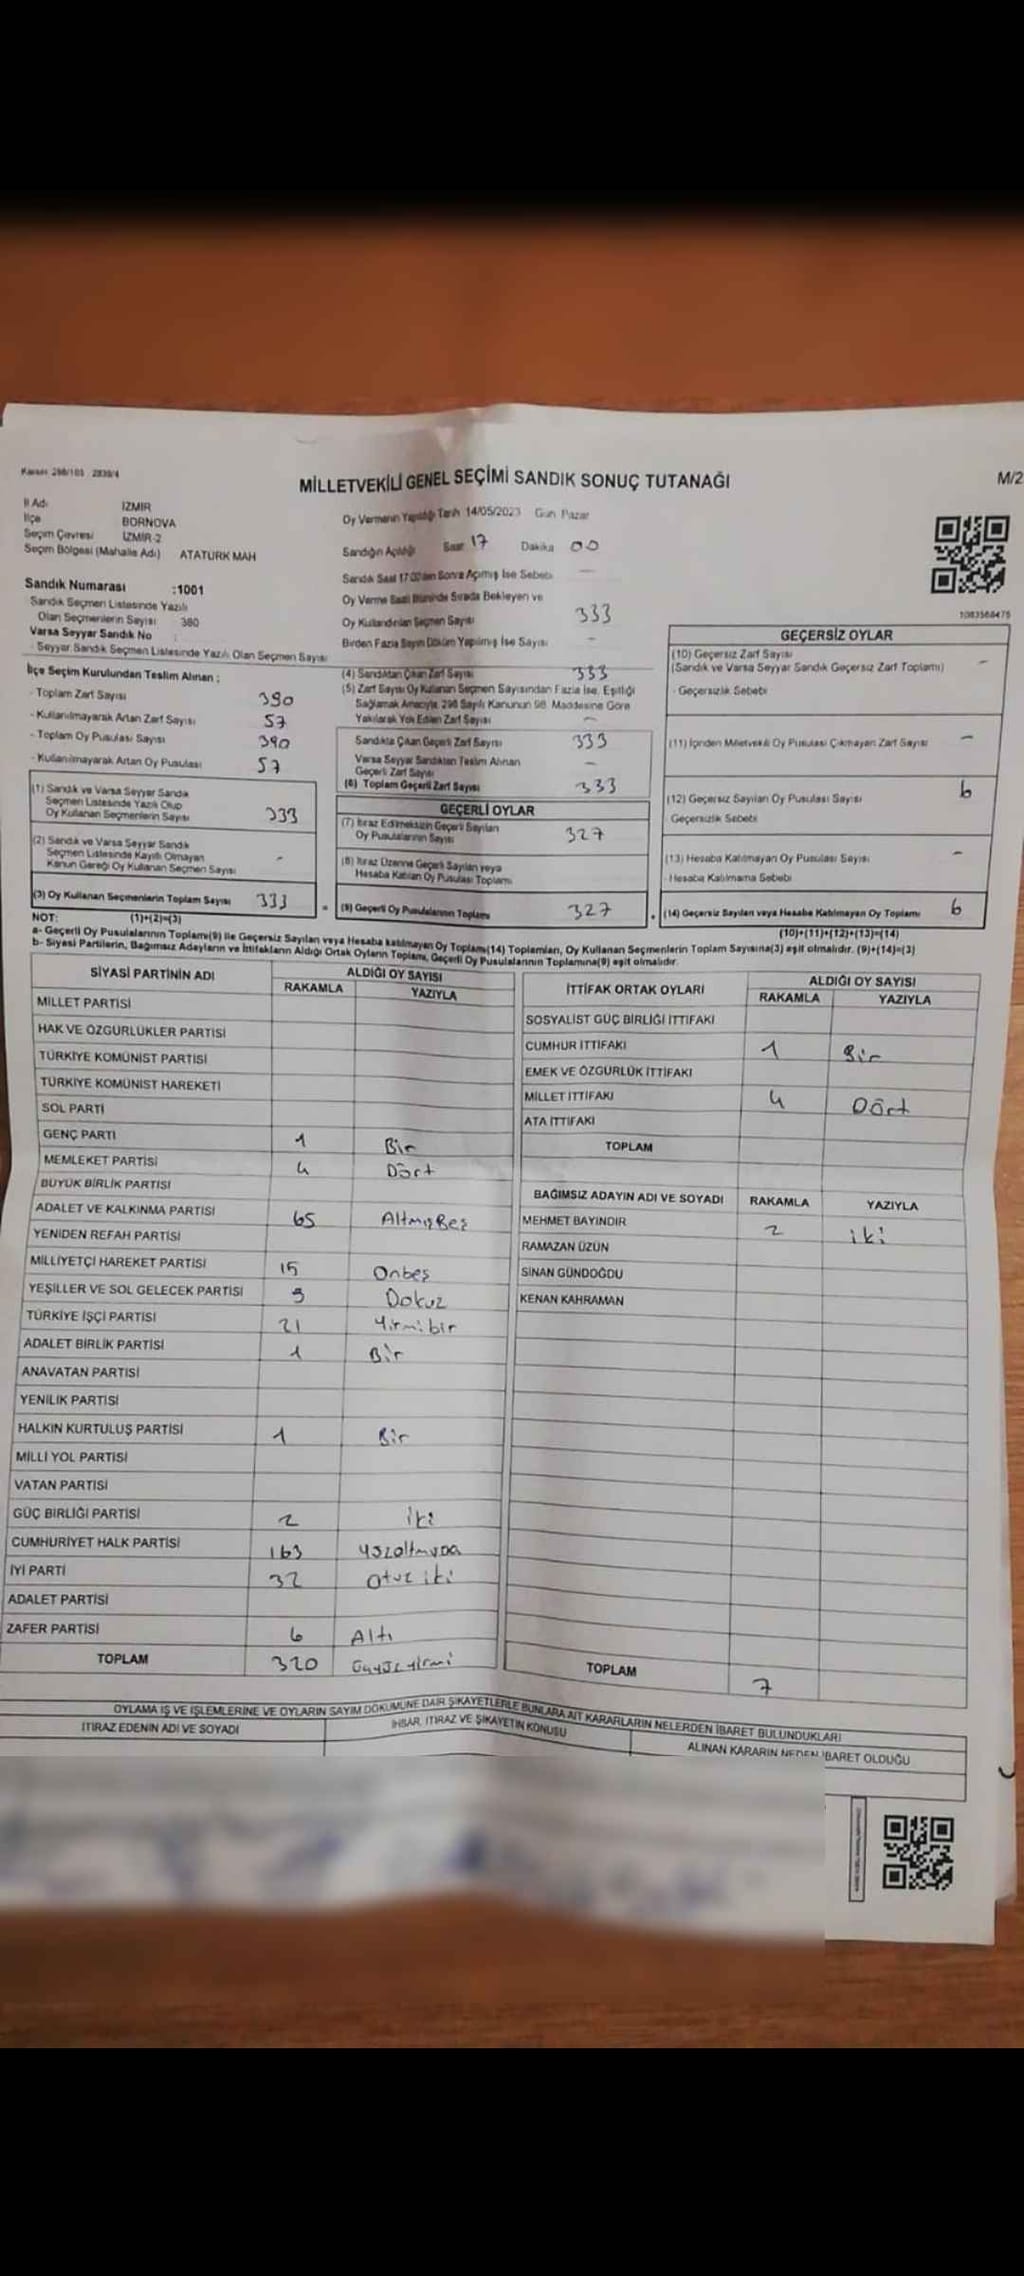 Kanun: 298/105 2839/4
MİLLETVEKİLİ GENEL SEÇİMİ SANDIK SONUÇ TUTANAĞI
M/2
İl Adı İZMİR
İlçe BORNOVA
Seçim Çevresi İZMİR-2
Seçim Bölgesi (Mahalle Adı) ATATÜRK MAH
Sandık Numarası :1001
Sandık Seçmen Listesinde Yazılı
Olan Seçmenlerin Sayısı 380
Varsa Seyyar Sandık No :
Seyyar Sandık Seçmen Listesinde Yazılı Olan Seçmen Sayısı
Oy Vermenin Yapıldığı Tarih 14/05/2023 Gün Pazar
Sandığın Açıldığı Saat 17 Dakika 00
Sandık Saat 17:00'den Sonra Açılmış İse Sebebi —
Oy Verme Saati Bitiminde Sırada Bekleyen ve
Oy Kullandırılan Seçmen Sayısı 333
Birden Fazla Sayım Döküm Yapılmış İse Sayısı -
1083568475
İlçe Seçim Kurulundan Teslim Alınan ;
- Toplam Zarf Sayısı 390
- Kullanılmayarak Artan Zarf Sayısı 57
- Toplam Oy Pusulası Sayısı 390
- Kullanılmayarak Artan Oy Pusulası 57
(1) Sandık ve Varsa Seyyar Sandık
Seçmen Listesinde Yazılı Olup
Oy Kullanan Seçmenlerin Sayısı 333
(2) Sandık ve Varsa Seyyar Sandık
Seçmen Listesinde Kayıtlı Olmayan
Kanun Gereği Oy Kullanan Seçmen Sayısı -
(3) Oy Kullanan Seçmenlerin Toplam Sayısı 333
(1)+(2)=(3)
(4) Sandıktan Çıkan Zarf Sayısı 333
(5) Zarf Sayısı Oy Kullanan Seçmen Sayısından Fazla İse, Eşitliği
Sağlamak Amacıyla, 298 Sayılı Kanunun 98. Maddesine Göre
Yakılarak Yok Edilen Zarf Sayısı —
Sandıkta Çıkan Geçerli Zarf Sayısı 333
Varsa Seyyar Sandıktan Teslim Alınan
Geçerli Zarf Sayısı -
(6) Toplam Geçerli Zarf Sayısı 333
GEÇERLİ OYLAR
(7) İtiraz Edilmeksizin Geçerli Sayılan
Oy Pusulalarının Sayısı 327
(8) İtiraz Üzerine Geçerli Sayılan veya
Hesaba Katılan Oy Pusulası Toplamı
= (9) Geçerli Oy Pusulalarının Toplamı 327
GEÇERSİZ OYLAR
(10) Geçersiz Zarf Sayısı
(Sandık ve Varsa Seyyar Sandık Geçersiz Zarf Toplamı) -
- Geçersizlik Sebebi
(11) İçinden Milletvekili Oy Pusulası Çıkmayan Zarf Sayısı -
(12) Geçersiz Sayılan Oy Pusulası Sayısı 6
Geçersizlik Sebebi
(13) Hesaba Katılmayan Oy Pusulası Sayısı -
- Hesaba Katılmama Sebebi
(14) Geçersiz Sayılan veya Hesaba Katılmayan Oy Toplamı 6
(10)+(11)+(12)+(13)=(14)
NOT:
a- Geçerli Oy Pusulalarının Toplamı(9) ile Geçersiz Sayılan veya Hesaba katılmayan Oy Toplamı(14) Toplamları, Oy Kullanan Seçmenlerin Toplam Sayısına(3) eşit olmalıdır. (9)+(14)=(3)
b- Siyasi Partilerin, Bağımsız Adayların ve İttifakların Aldığı Ortak Oyların Toplamı, Geçerli Oy Pusulalarının Toplamına(9) eşit olmalıdır.
SİYASİ PARTİNİN ADI
ALDIĞI OY SAYISI
RAKAMLA YAZIYLA
MİLLET PARTİSİ
HAK VE ÖZGÜRLÜKLER PARTİSİ
TÜRKİYE KOMÜNİST PARTİSİ
TÜRKİYE KOMÜNİST HAREKETİ
SOL PARTİ
GENÇ PARTİ 1 Bir
MEMLEKET PARTİSİ 4 Dört
BÜYÜK BİRLİK PARTİSİ
ADALET VE KALKINMA PARTİSİ 65 AltmışBeş
YENİDEN REFAH PARTİSİ
MİLLİYETÇİ HAREKET PARTİSİ 15 Onbeş
YEŞİLLER VE SOL GELECEK PARTİSİ 9 Dokuz
TÜRKİYE İŞÇİ PARTİSİ 21 Yirmibir
ADALET BİRLİK PARTİSİ 1 Bir
ANAVATAN PARTİSİ
YENİLİK PARTİSİ
HALKIN KURTULUŞ PARTİSİ 1 Bir
MİLLİ YOL PARTİSİ
VATAN PARTİSİ
GÜÇ BİRLİĞİ PARTİSİ 2 iki
CUMHURİYET HALK PARTİSİ 163
İYİ PARTİ 32 otuz iki
ADALET PARTİSİ
ZAFER PARTİSİ 6 Altı
TOPLAM 320 üçyüzyirmi
İTTİFAK ORTAK OYLARI
ALDIĞI OY SAYISI
RAKAMLA YAZIYLA
SOSYALİST GÜÇ BİRLİĞİ İTTİFAKI
CUMHUR İTTİFAKI 1 Bir
EMEK VE ÖZGÜRLÜK İTTİFAKI
MİLLET İTTİFAKI 4 Dört
ATA İTTİFAKI
TOPLAM
BAĞIMSIZ ADAYIN ADI VE SOYADI RAKAMLA YAZIYLA
MEHMET BAYINDIR 2 iki
RAMAZAN ÜZÜN
SİNAN GÜNDOĞDU
KENAN KAHRAMAN
TOPLAM 7
OYLAMA İŞ VE İŞLEMLERİNE VE OYLARIN SAYIM DÖKÜMÜNE DAİR ŞİKAYETLERLE BUNLARA AİT KARARLARIN NELERDEN İBARET BULUNDUKLARI
İTİRAZ EDENİN ADI VE SOYADI
İHBAR, İTİRAZ VE ŞİKAYETİN KONUSU
ALINAN KARARIN NEDEN İBARET OLDUĞU